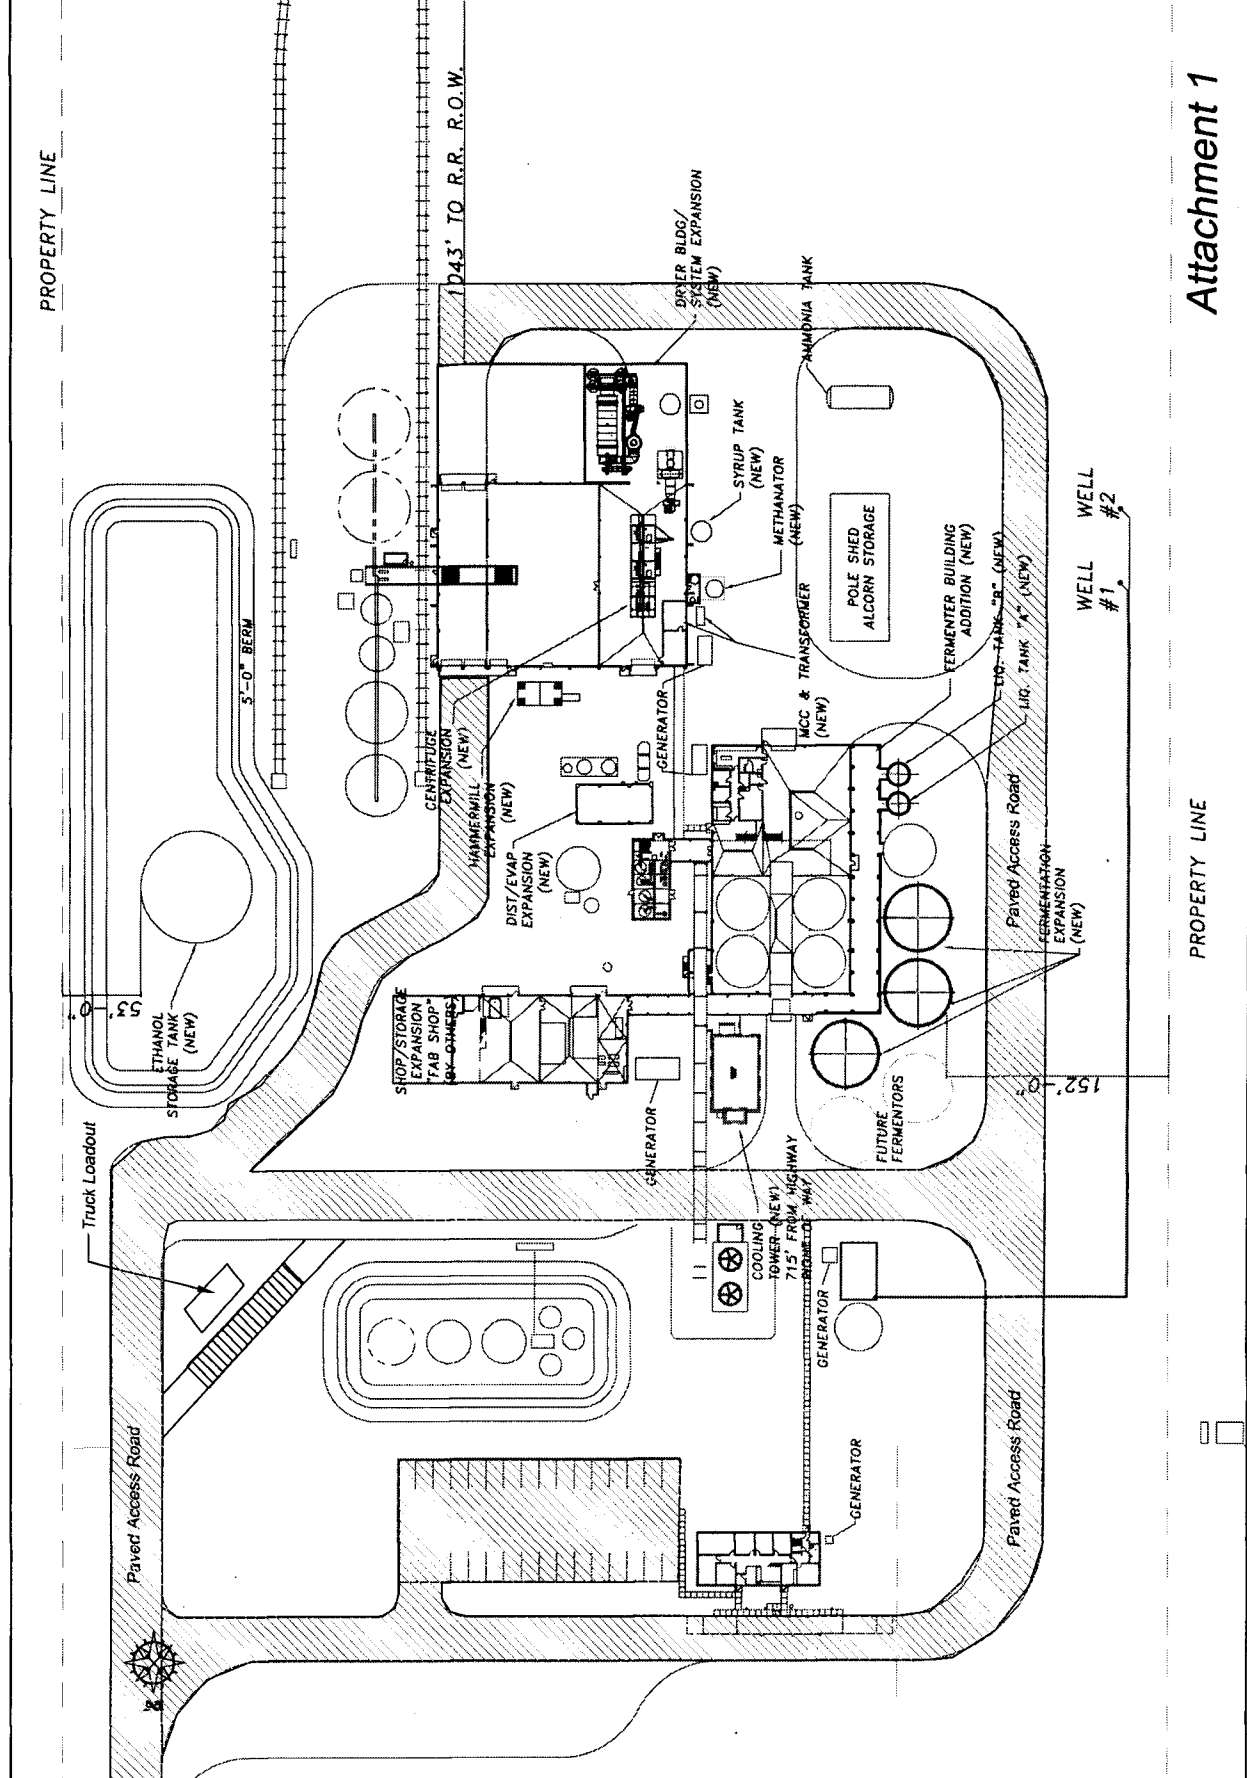 PROPERTY LINE
Attachment 1
1043' TO R.R. R.O.W.
DRYER BLDG/
SYSTEM EXPANSION
(NEW)
AMMONIA TANK
SYRUP TANK
(NEW)
METHANATOR
(NEW)
POLE SHED
ALCORN STORAGE
WELL
#2
WELL
#1
FERMENTER BUILDING
ADDITION (NEW)
LIQ. TANK "B" (NEW)
LIQ. TANK "A" (NEW)
MCC & TRANSFORMER
(NEW)
GENERATOR
5'-0" BERM
CENTRIFUGE
EXPANSION
(NEW)
HAMMERMILL
EXPANSION
(NEW)
DIST/EVAP
EXPANSION
(NEW)
Paved Access Road
FERMENTATION
EXPANSION
(NEW)
PROPERTY LINE
53'-0"
ETHANOL
STORAGE TANK
(NEW)
SHOP/STORAGE
EXPANSION
"FAB SHOP"
(BY OTHERS)
152'-0"
FUTURE
FERMENTORS
GENERATOR
Truck Loadout
COOLING
TOWER (NEW)
715' FROM HIGHWAY
RIGHT OF WAY
GENERATOR
Paved Access Road
Paved Access Road
GENERATOR